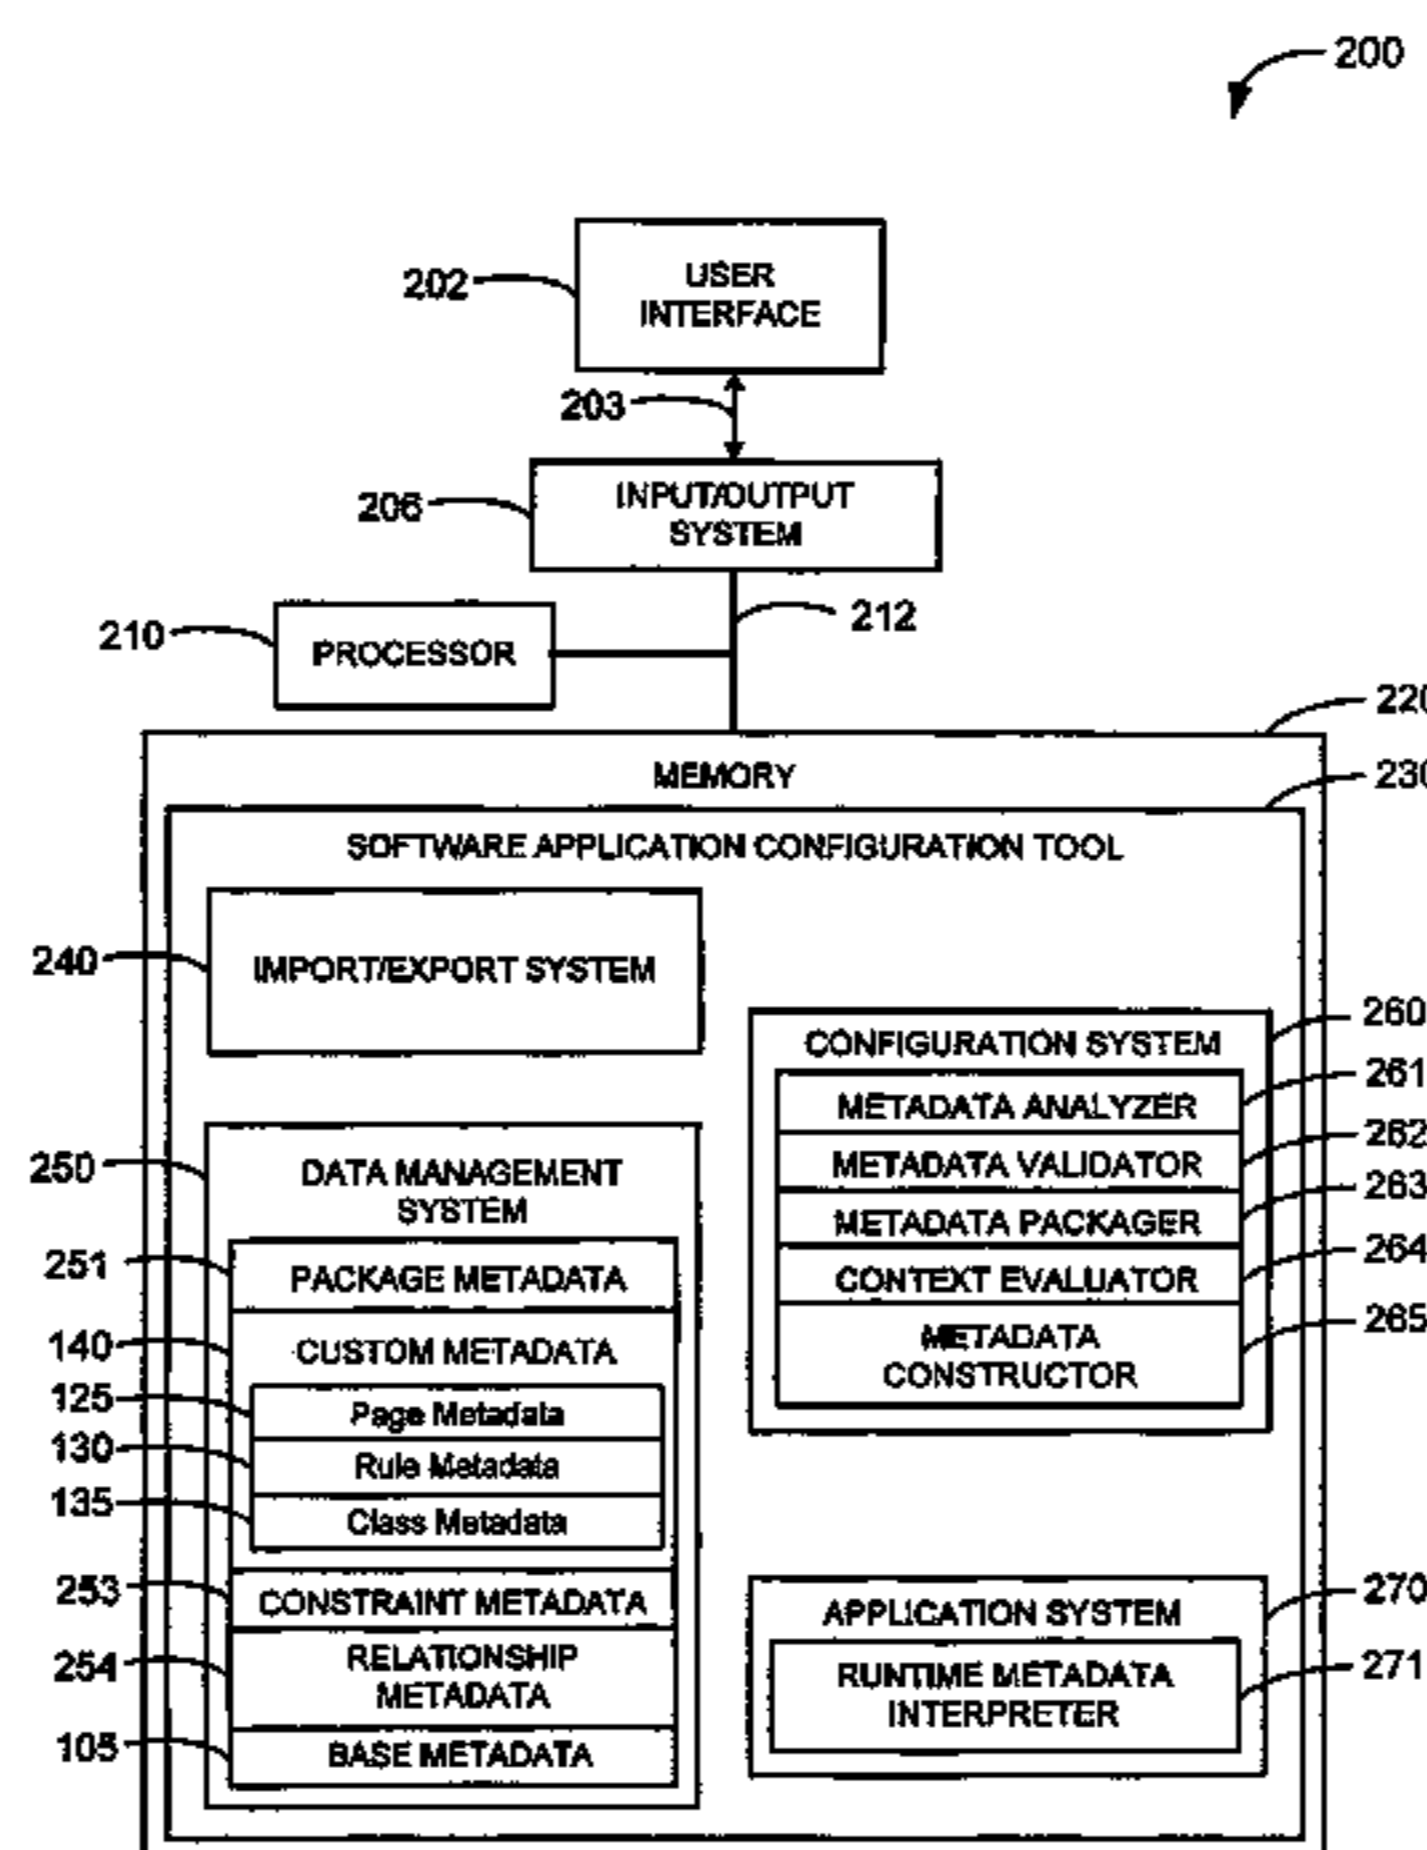 200
202
USER
INTERFACE
203
206
INPUT/OUTPUT
SYSTEM
212
210
PROCESSOR
220
MEMORY
230
SOFTWARE APPLICATION CONFIGURATION TOOL
240
IMPORT/EXPORT SYSTEM
260
CONFIGURATION SYSTEM
261
METADATA ANALYZER
262
METADATA VALIDATOR
263
METADATA PACKAGER
264
CONTEXT EVALUATOR
265
METADATA
CONSTRUCTOR
250
DATA MANAGEMENT
SYSTEM
251
PACKAGE METADATA
140
CUSTOM METADATA
125
Page Metadata
130
Rule Metadata
135
Class Metadata
253
CONSTRAINT METADATA
254
RELATIONSHIP
METADATA
105
BASE METADATA
270
APPLICATION SYSTEM
271
RUNTIME METADATA
INTERPRETER